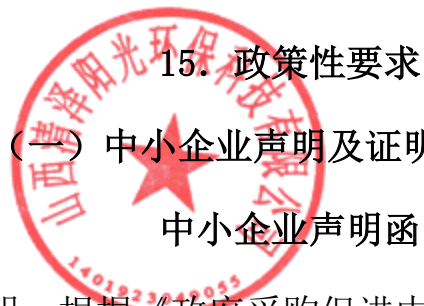 15. 政策性要求
（一）中小企业声明及证明
中小企业声明函
根据《政府采购促进中
山西清泽阳光环保科技有限公司